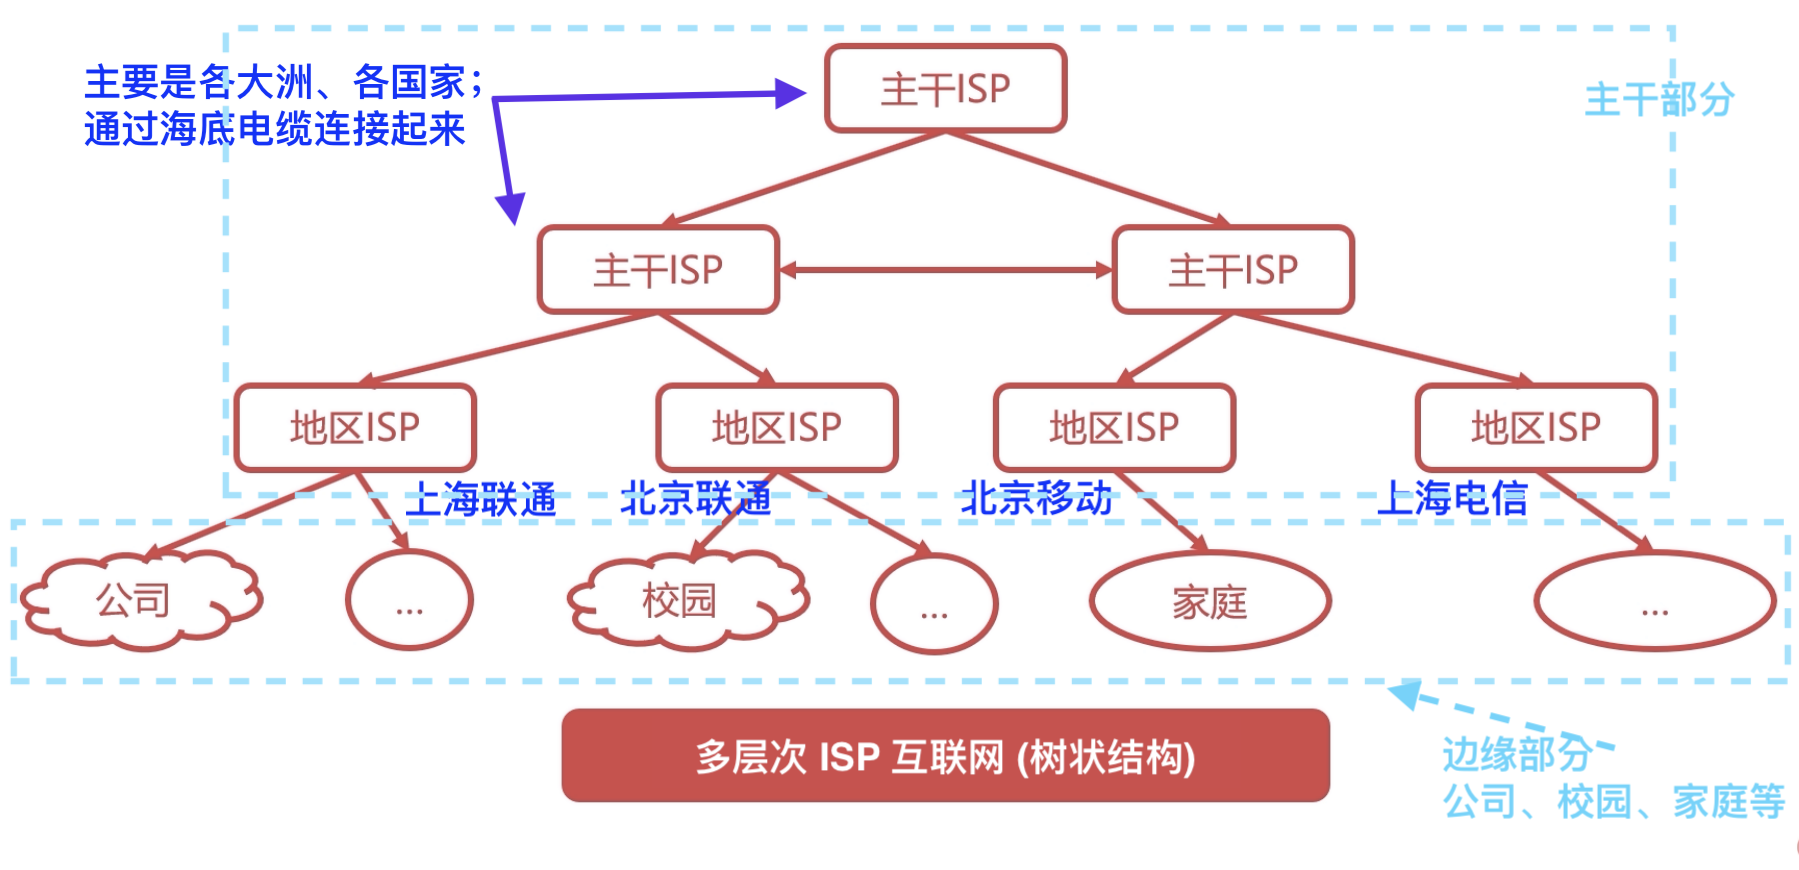 主要是各大洲、各国家；
通过海底电缆连接起来
主干ISP
主干部分
主干ISP
主干ISP
地区ISP
地区ISP
地区ISP
地区ISP
上海联通
北京联通
北京移动
上海电信
公司
...
校园
...
家庭
...
多层次 ISP 互联网 (树状结构)
边缘部分
公司、校园、家庭等